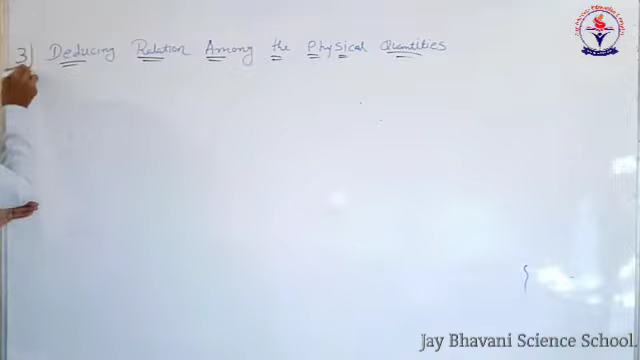 3) Deducing Relation Among the Physical Quantities
Jay Bhavani Science School.